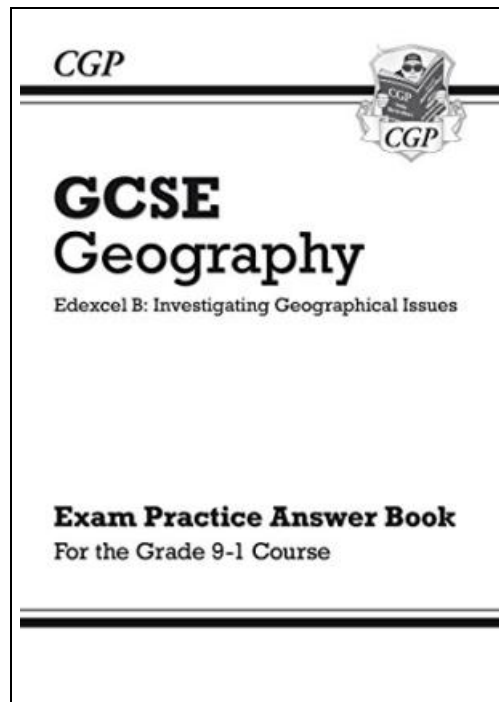 CGP
CGP
CGP
GCSE
Geography
Edexcel B: Investigating Geographical Issues
Exam Practice Answer Book
For the Grade 9-1 Course